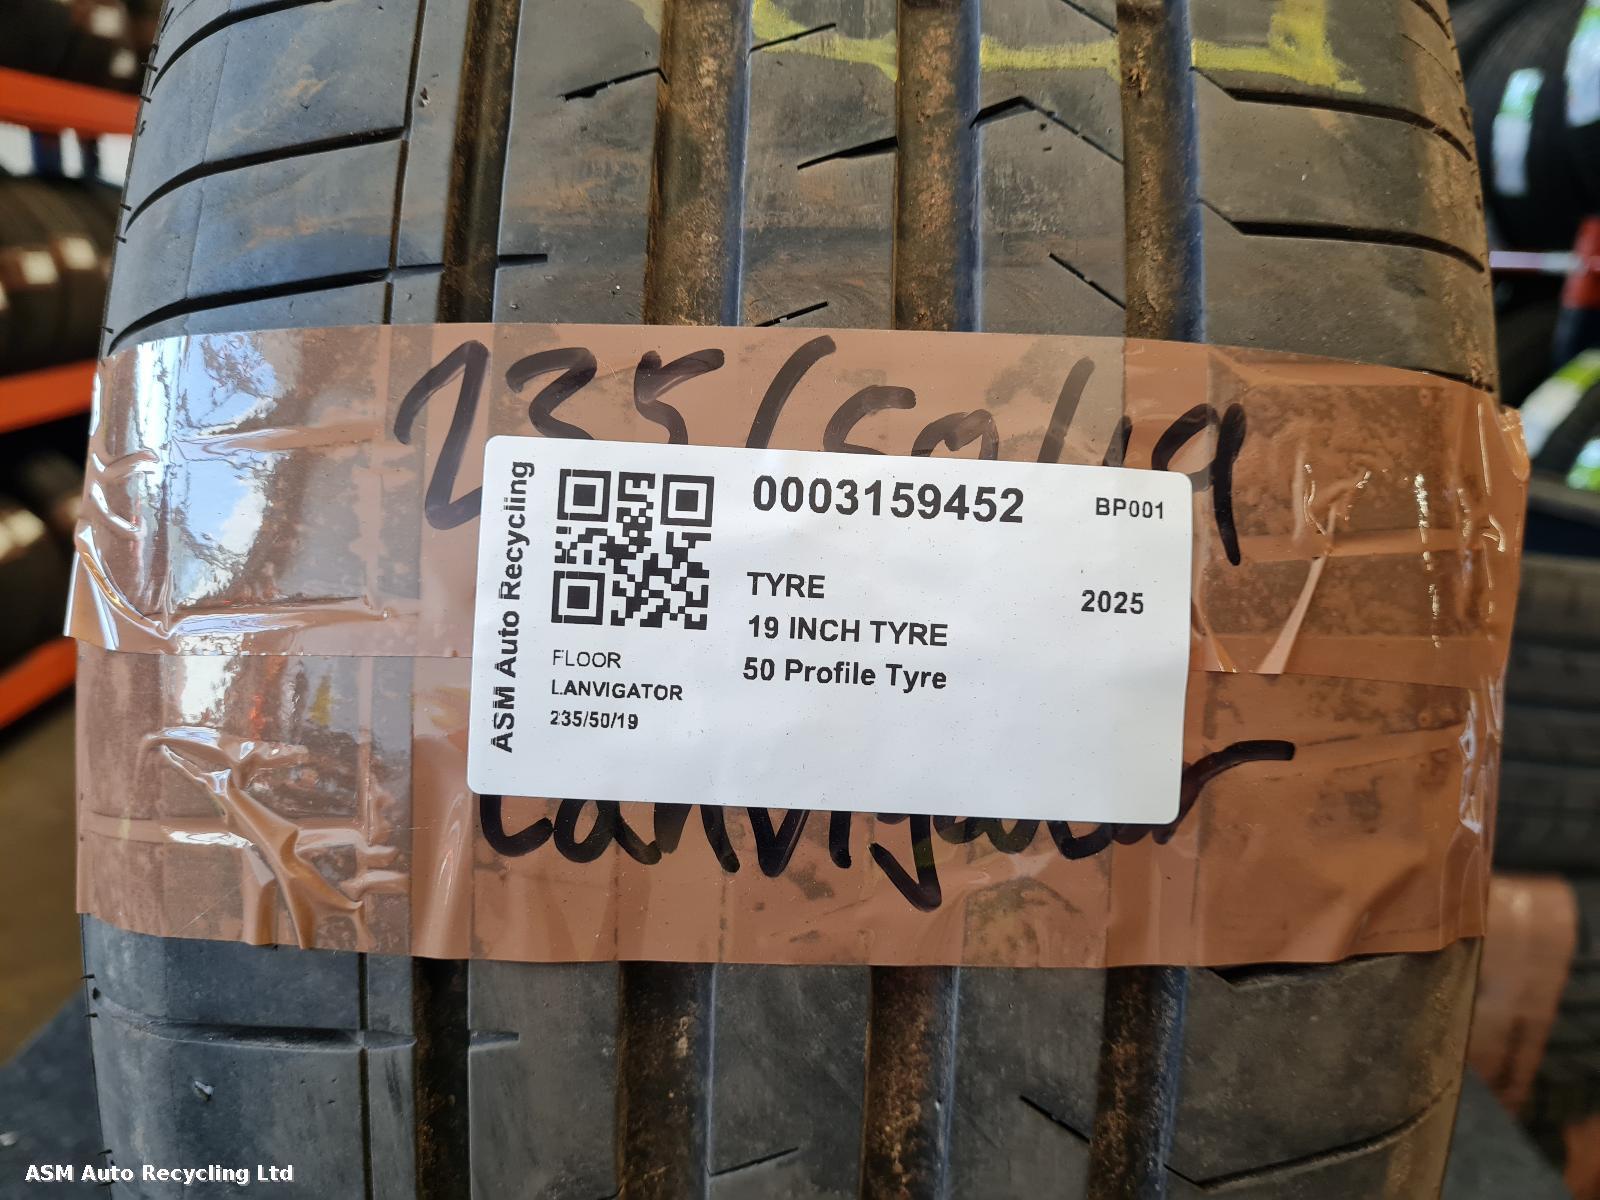 235/50/19
ASM Auto Recycling
0003159452
BP001
TYRE
2025
19 INCH TYRE
50 Profile Tyre
FLOOR
LANVIGATOR
235/50/19
Lanvigator
ASM Auto Recycling Ltd